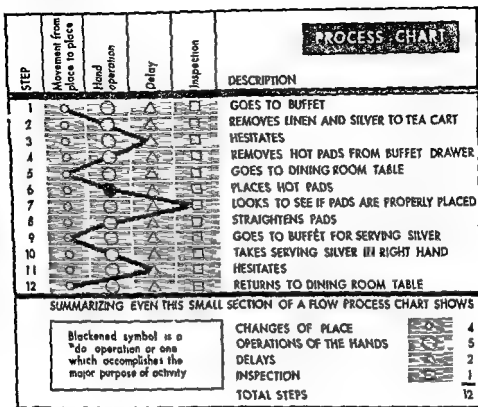 PROCESS CHART
STEP
Movement from
place to place
Hand
operation
Delay
Inspection
DESCRIPTION
1 GOES TO BUFFET
2 REMOVES LINEN AND SILVER TO TEA CART
3 HESITATES
4 REMOVES HOT PADS FROM BUFFET DRAWER
5 GOES TO DINING ROOM TABLE
6 PLACES HOT PADS
7 LOOKS TO SEE IF PADS ARE PROPERLY PLACED
8 STRAIGHTENS PADS
9 GOES TO BUFFET FOR SERVING SILVER
10 TAKES SERVING SILVER IN RIGHT HAND
11 HESITATES
12 RETURNS TO DINING ROOM TABLE
SUMMARIZING EVEN THIS SMALL SECTION OF A FLOW PROCESS CHART SHOWS
Blackened symbol is a
"do operation or one
which accomplishes the
major purpose of activity
CHANGES OF PLACE 4
OPERATIONS OF THE HANDS 5
DELAYS 2
INSPECTION 1
TOTAL STEPS 12